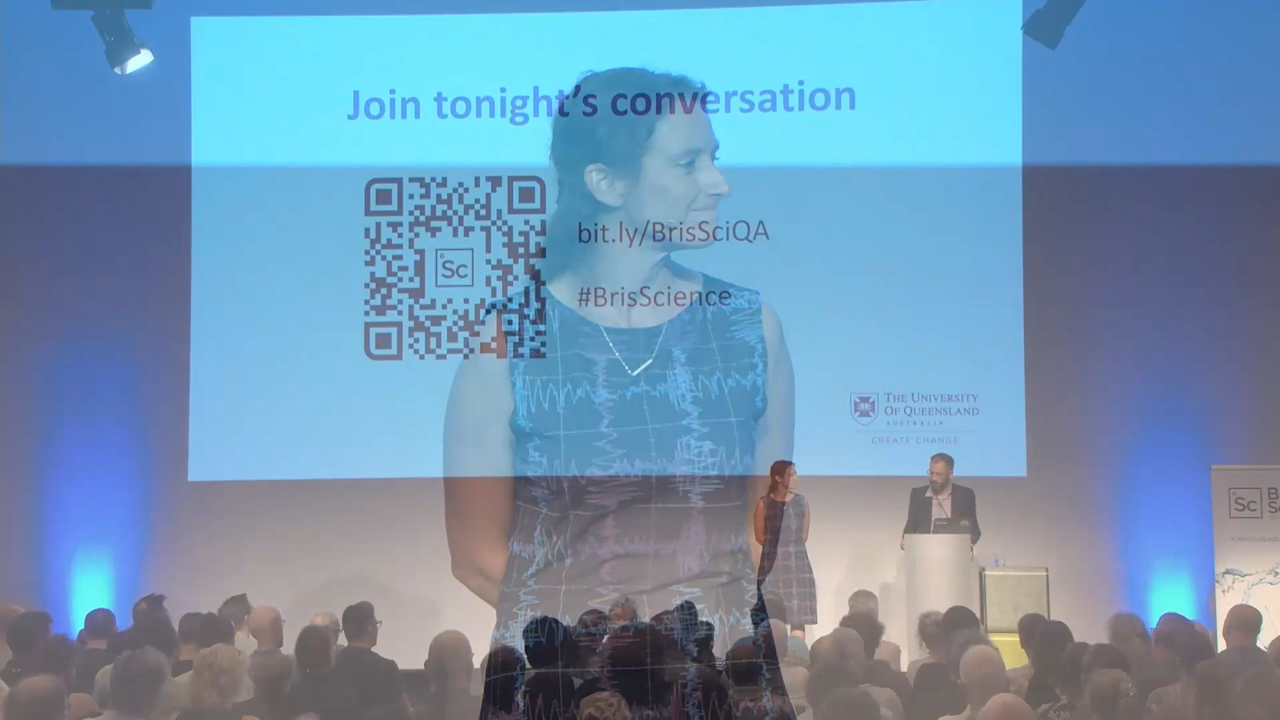 Join tonight's conversation
bit.ly/BrisSciQA
#BrisScience
Sc
THE UNIVERSITY
OF QUEENSLAND
AUSTRALIA
CREATE CHANGE
Sc